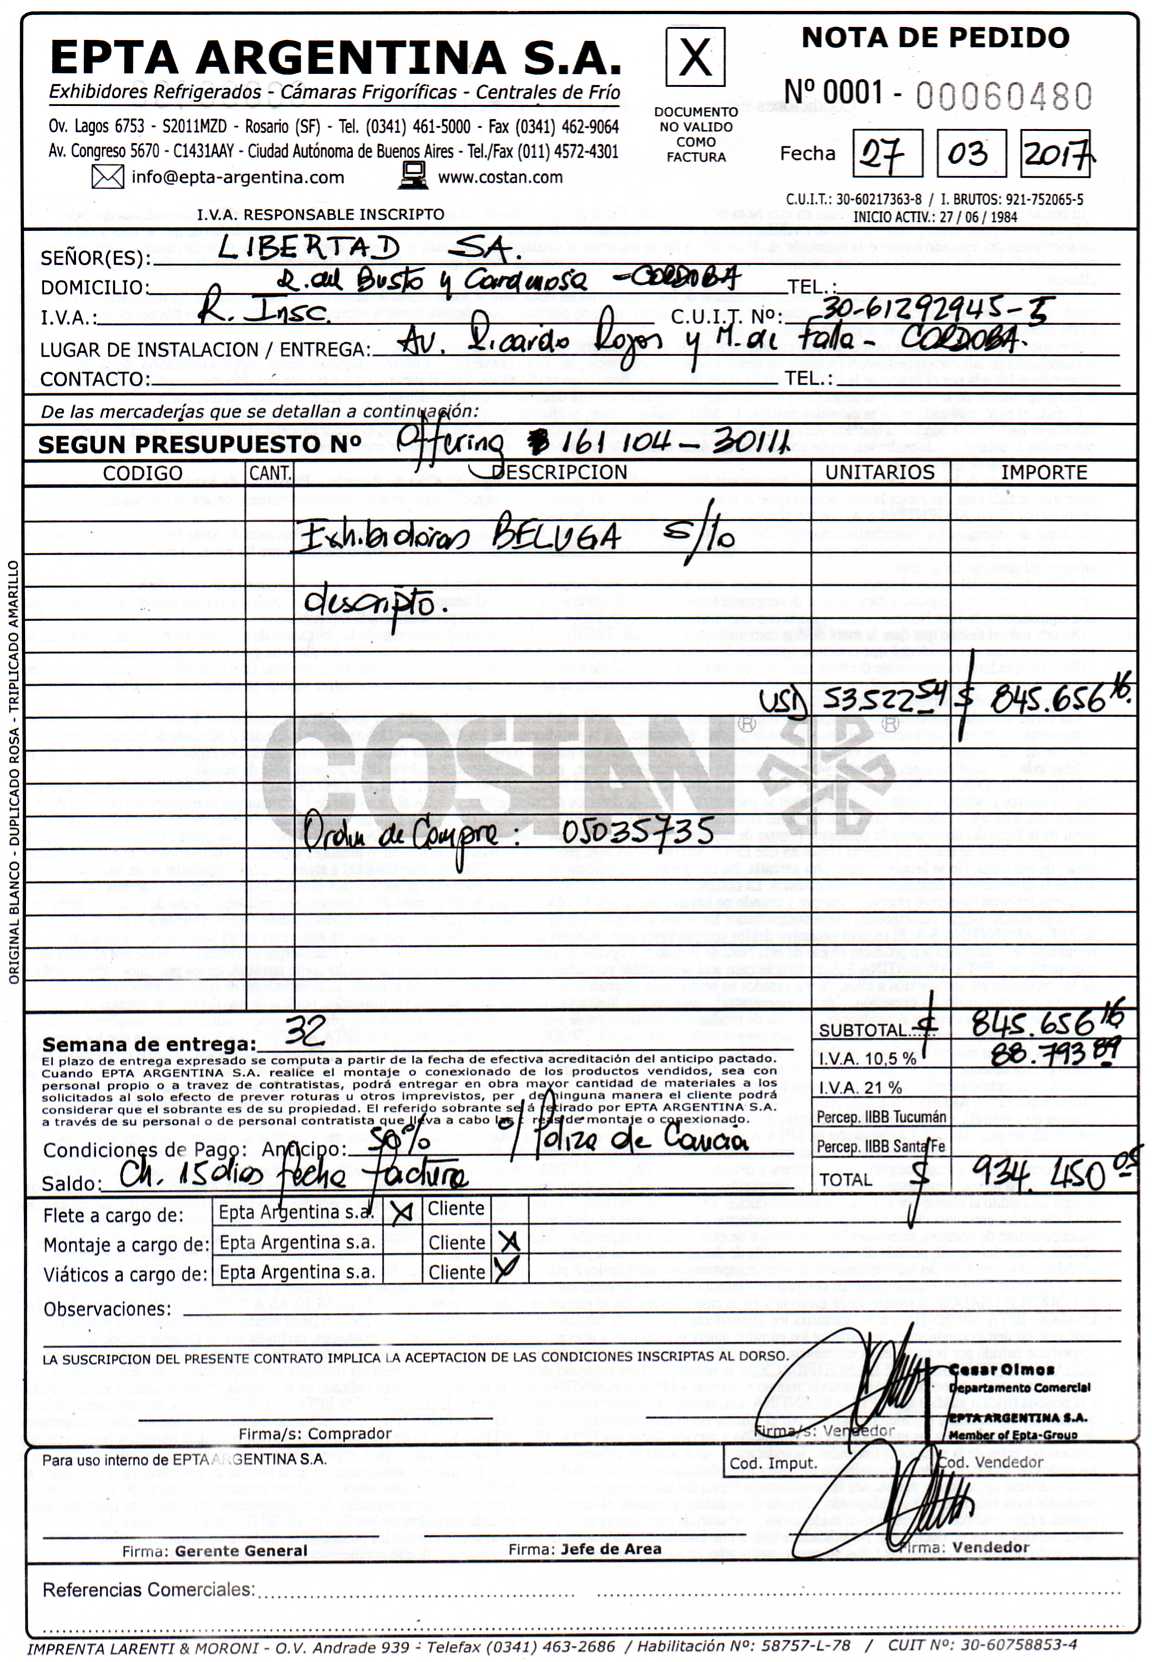 EPTA ARGENTINA S.A.
Exhibidores Refrigerados - Cámaras Frigoríficas - Centrales de Frío
Ov. Lagos 6753 - S2011MZD - Rosario (SF) - Tel. (0341) 461-5000 - Fax (0341) 462-9064
Av. Congreso 5670 - C1431AAY - Ciudad Autónoma de Buenos Aires - Tel./Fax (011) 4572-4301
info@epta-argentina.com www.costan.com
I.V.A. RESPONSABLE INSCRIPTO
X
DOCUMENTO
NO VALIDO
COMO
FACTURA
NOTA DE PEDIDO
Nº 0001 - 00060480
Fecha 27 03 2017
C.U.I.T.: 30-60217363-8 / I. BRUTOS: 921-752065-5
INICIO ACTIV.: 27 / 06 / 1984
SEÑOR(ES): LIBERTAD SA.
DOMICILIO: R. del Busto y Cardeñosa - CORDOBA TEL.:
I.V.A.: R. Insc. C.U.I.T. Nº: 30-61292945-5
LUGAR DE INSTALACION / ENTREGA: Av. Ricardo Rojas y M. de Falla - CORDOBA.
CONTACTO: TEL.:
De las mercaderías que se detallan a continuación:
SEGUN PRESUPUESTO Nº Offering 161 104 - 30111.
CODIGO CANT. DESCRIPCION UNITARIOS IMPORTE
Exhibidoras BELUGA s/lo
descripto.
USD 53.522 54 $ 845.656 16.
COSTAN ® ®
Orden de Compra: 05035735
ORIGINAL BLANCO - DUPLICADO ROSA - TRIPLICADO AMARILLO
Semana de entrega: 32
El plazo de entrega expresado se computa a partir de la fecha de efectiva acreditación del anticipo pactado.
Cuando EPTA ARGENTINA S.A. realice el montaje o conexionado de los productos vendidos, sea con
personal propio o a travez de contratistas, podrá entregar en obra mayor cantidad de materiales a los
solicitados al solo efecto de prever roturas u otros imprevistos, per de ninguna manera el cliente podrá
considerar que el sobrante es de su propiedad. El referido sobrante se á retirado por EPTA ARGENTINA S.A.
a través de su personal o de personal contratista que lleva a cabo las t reas de montaje o conexionado.
Condiciones de Pago: Anticipo: 50% c/ Poliza de Caucion
Saldo: Ch. 15 dias fecha factura
SUBTOTAL...... $ 845.656 16
I.V.A. 10,5 % 88.793 89
I.V.A. 21 %
Percep. IIBB Tucumán
Percep. IIBB Santa Fe
TOTAL $ 934.450 05
Flete a cargo de: Epta Argentina s.a. X Cliente
Montaje a cargo de: Epta Argentina s.a. Cliente X
Viáticos a cargo de: Epta Argentina s.a. Cliente X
Observaciones:
LA SUSCRIPCION DEL PRESENTE CONTRATO IMPLICA LA ACEPTACION DE LAS CONDICIONES INSCRIPTAS AL DORSO.
Cesar Olmos
Departamento Comercial
EPTA ARGENTINA S.A.
Member of Epta-Group
Firma/s: Comprador Firma/s: Vendedor
Para uso interno de EPTA ARGENTINA S.A. Cod. Imput. Cod. Vendedor
Firma: Gerente General Firma: Jefe de Area Firma: Vendedor
Referencias Comerciales:
IMPRENTA LARENTI & MORONI - O.V. Andrade 939 - Telefax (0341) 463-2686 / Habilitación Nº: 58757-L-78 / CUIT Nº: 30-60758853-4